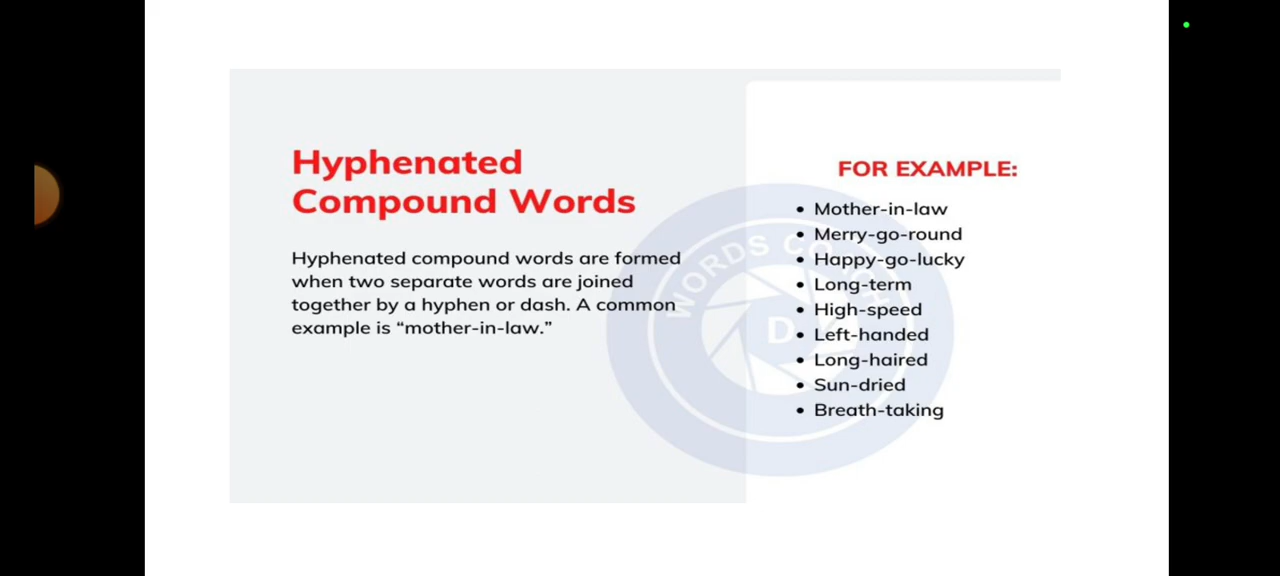 Hyphenated
Compound Words
Hyphenated compound words are formed
when two separate words are joined
together by a hyphen or dash. A common
example is “mother-in-law.”
FOR EXAMPLE:
• Mother-in-law
• Merry-go-round
• Happy-go-lucky
• Long-term
• High-speed
• Left-handed
• Long-haired
• Sun-dried
• Breath-taking
WORDS